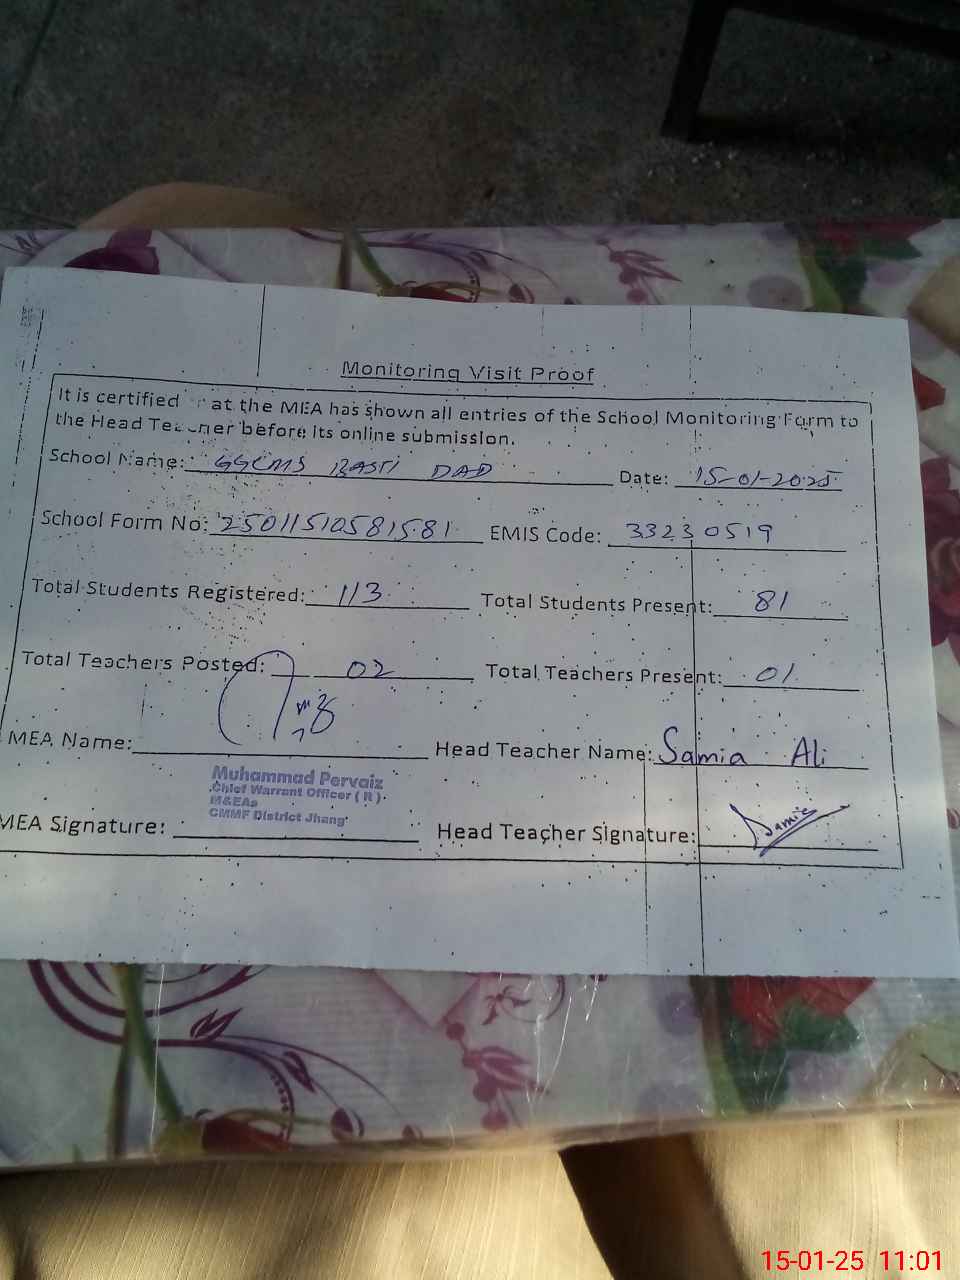 Monitoring Visit Proof
It is certified at the MEA has shown all entries of the School Monitoring Form to
the Head Teacher before its online submission.
School Name: GGCMS BASTI DAD Date: 15-01-2025
School Form No: 25011510581581 EMIS Code: 33230519
Total Students Registered: 113 Total Students Present: 81
Total Teachers Posted: 02 Total Teachers Present: 01
MEA Name: Head Teacher Name: Samia Ali
Muhammad Pervaiz
Chief Warrant Officer ( R )
M&EAs
CMMF District Jhang
MEA Signature: Head Teacher Signature: Samia
15-01-25 11:01